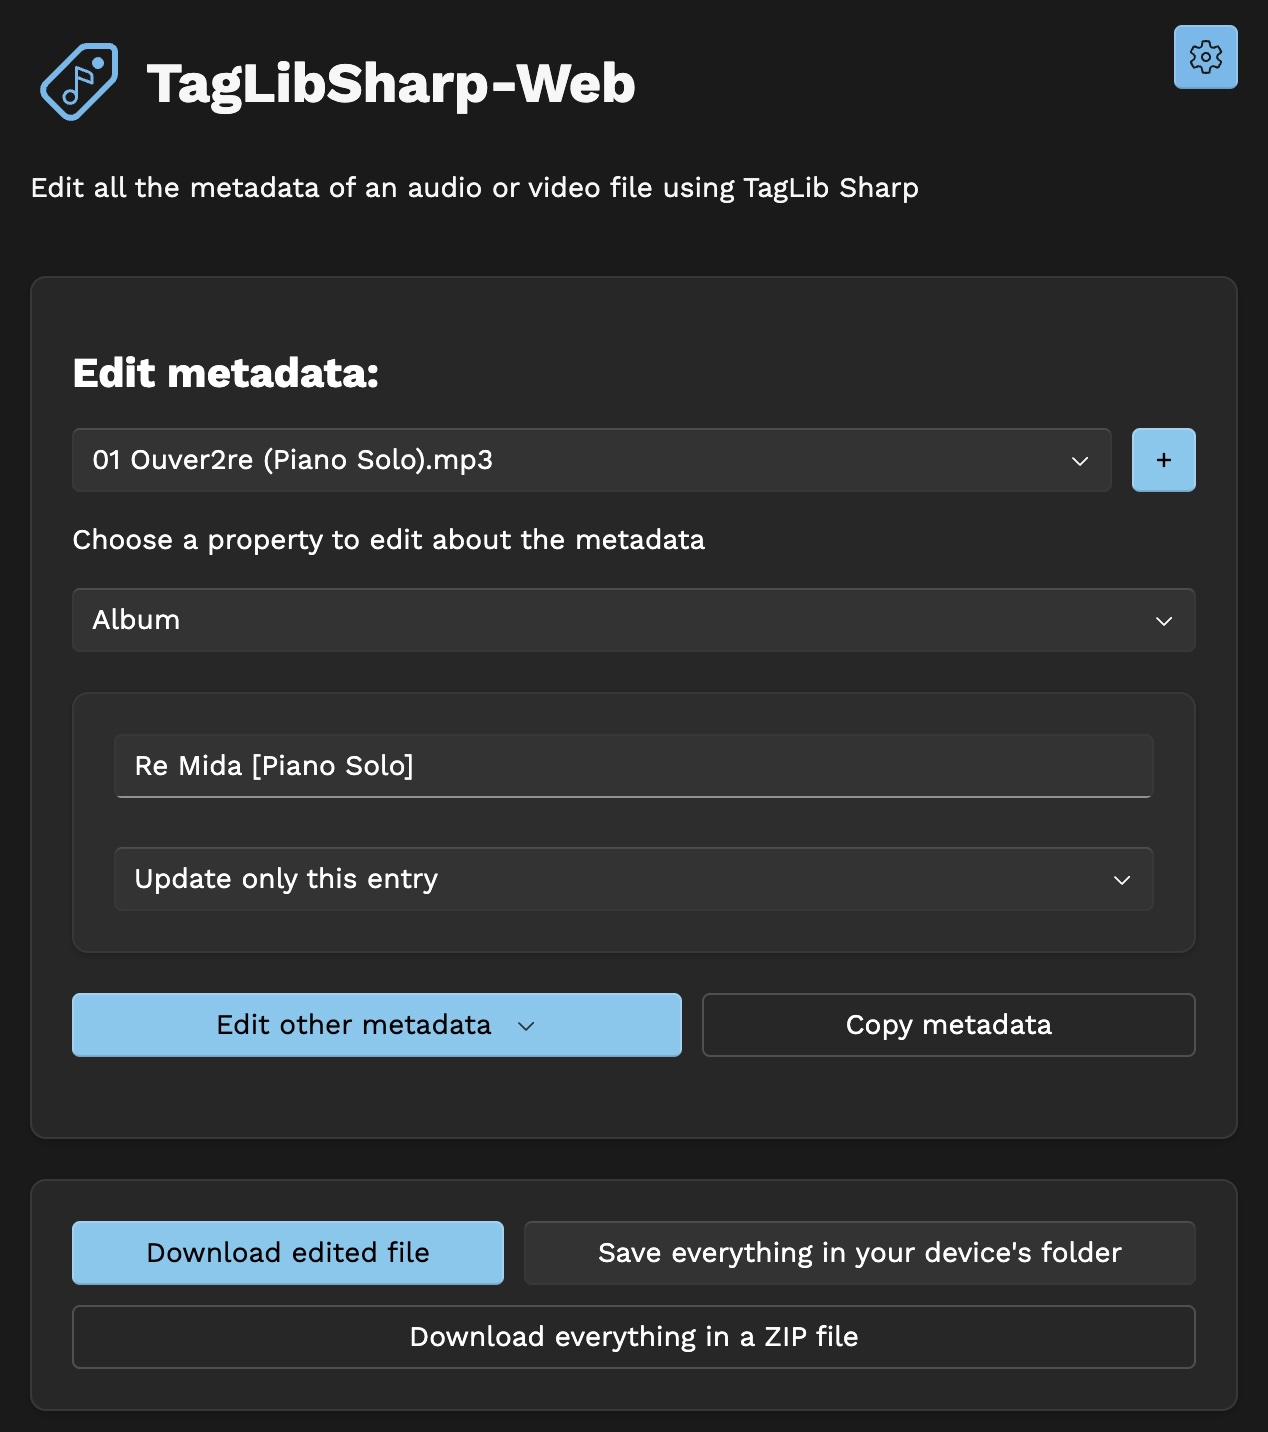 TagLibSharp-Web
Edit all the metadata of an audio or video file using TagLib Sharp
Edit metadata:
01 Ouver2re (Piano Solo).mp3
+
Choose a property to edit about the metadata
Album
Re Mida [Piano Solo]
Update only this entry
Edit other metadata
Copy metadata
Download edited file
Save everything in your device's folder
Download everything in a ZIP file